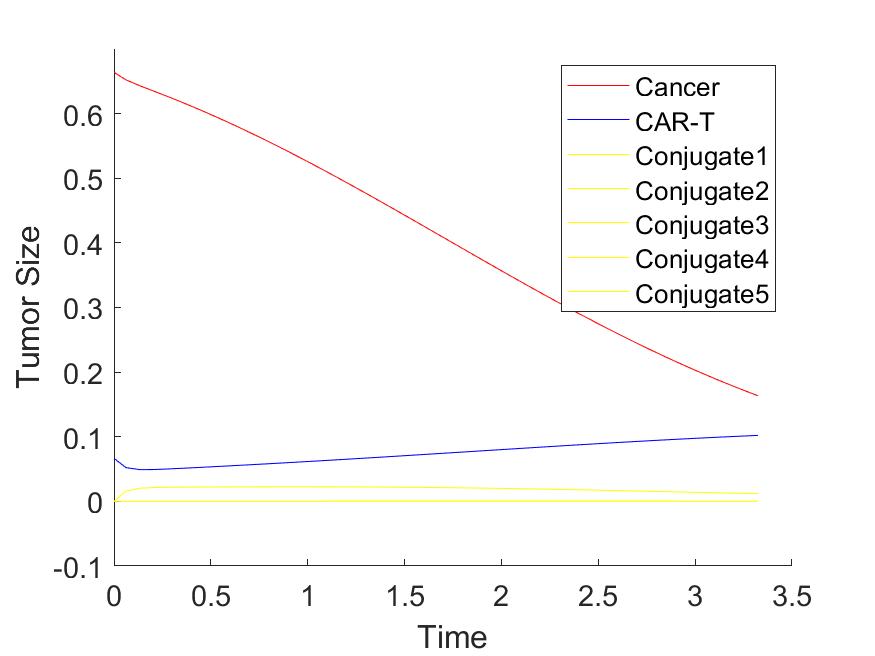 Cancer
CAR-T
Conjugate1
Conjugate2
Conjugate3
Conjugate4
Conjugate5
Tumor Size
0.6
0.5
0.4
0.3
0.2
0.1
0
-0.1
0 0.5 1 1.5 2 2.5 3 3.5
Time